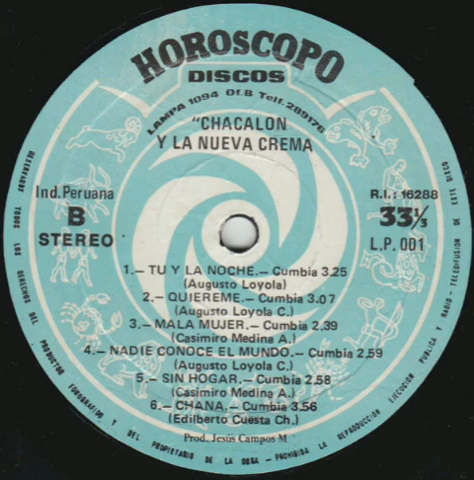 HOROSCOPO
DISCOS
LAMPA 1094 Of.B Telf.289176
"CHACALON
Y LA NUEVA CREMA
Ind.Peruana
B
STEREO
R.I.: 16288
33⅓
L.P. 001
1.— TU Y LA NOCHE.— Cumbia 3.25
(Augusto Loyola)
2.— QUIEREME.— Cumbia 3.07
(Augusto Loyola C.)
3.— MALA MUJER.— Cumbia 2.39
(Casimiro Medina A.)
4.— NADIE CONOCE EL MUNDO.— Cumbia 2.59
(Augusto Loyola C.)
5.— SIN HOGAR.— Cumbia 2.58
(Casimiro Medina A.)
6.— CHANA.— Cumbia 3.56
(Edilberto Cuesta Ch.)
Prod. Jesús Campos M
RESERVADOS TODOS LOS DERECHOS DEL PRODUCTOR FONOGRAFICO Y DEL PROPIETARIO DE LA OBRA - PROHIBIDA LA REPRODUCCION EJECUCION PUBLICA Y RADIO - TELEDIFUSION DE ESTE DISCO